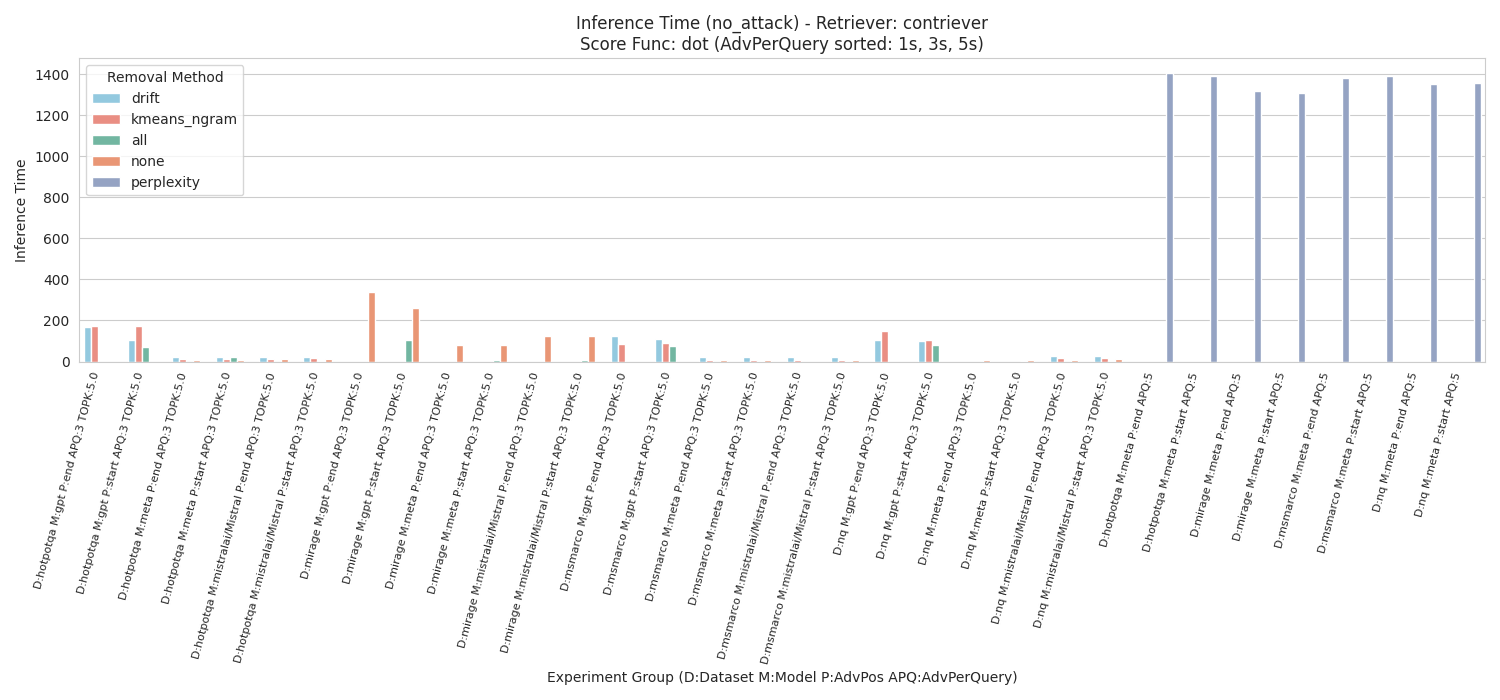 Inference Time (no_attack) - Retriever: contriever
Score Func: dot (AdvPerQuery sorted: 1s, 3s, 5s)
Removal Method
drift
kmeans_ngram
all
none
perplexity
Inference Time
1400
1200
1000
800
600
400
200
0
D:hotpotqa M:gpt P:end APQ:3 TOPK:5.0
D:hotpotqa M:gpt P:start APQ:3 TOPK:5.0
D:hotpotqa M:meta P:end APQ:3 TOPK:5.0
D:hotpotqa M:meta P:start APQ:3 TOPK:5.0
D:hotpotqa M:mistralai/Mistral P:end APQ:3 TOPK:5.0
D:hotpotqa M:mistralai/Mistral P:start APQ:3 TOPK:5.0
D:mirage M:gpt P:end APQ:3 TOPK:5.0
D:mirage M:gpt P:start APQ:3 TOPK:5.0
D:mirage M:meta P:end APQ:3 TOPK:5.0
D:mirage M:meta P:start APQ:3 TOPK:5.0
D:mirage M:mistralai/Mistral P:end APQ:3 TOPK:5.0
D:mirage M:mistralai/Mistral P:start APQ:3 TOPK:5.0
D:msmarco M:gpt P:end APQ:3 TOPK:5.0
D:msmarco M:gpt P:start APQ:3 TOPK:5.0
D:msmarco M:meta P:end APQ:3 TOPK:5.0
D:msmarco M:meta P:start APQ:3 TOPK:5.0
D:msmarco M:mistralai/Mistral P:end APQ:3 TOPK:5.0
D:msmarco M:mistralai/Mistral P:start APQ:3 TOPK:5.0
D:nq M:gpt P:end APQ:3 TOPK:5.0
D:nq M:gpt P:start APQ:3 TOPK:5.0
D:nq M:meta P:end APQ:3 TOPK:5.0
D:nq M:meta P:start APQ:3 TOPK:5.0
D:nq M:mistralai/Mistral P:end APQ:3 TOPK:5.0
D:nq M:mistralai/Mistral P:start APQ:3 TOPK:5.0
D:hotpotqa M:meta P:end APQ:5
D:hotpotqa M:meta P:start APQ:5
D:mirage M:meta P:end APQ:5
D:mirage M:meta P:start APQ:5
D:msmarco M:meta P:end APQ:5
D:msmarco M:meta P:start APQ:5
D:nq M:meta P:end APQ:5
D:nq M:meta P:start APQ:5
Experiment Group (D:Dataset M:Model P:AdvPos APQ:AdvPerQuery)